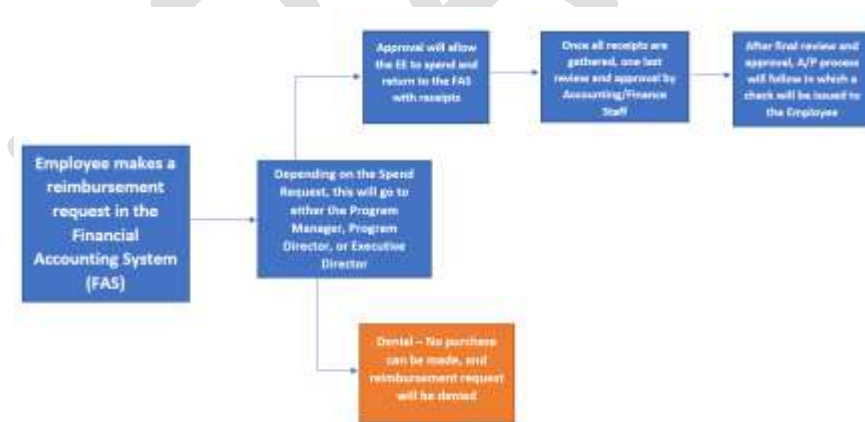 Employee makes a
reimbursement
request in the
Financial
Accounting System
(FAS)
Depending on the Spend
Request, this will go to
either the Program
Manager, Program
Director, or Executive
Director
Approval will allow
the EE to spend and
return to the FAS
with receipts
Once all receipts are
gathered, one last
review and approval by
Accounting/Finance
Staff
After final review and
approval, A/P process
will follow in which a
check will be issued to
the Employee
Denial – No purchase
can be made, and
reimbursement request
will be denied